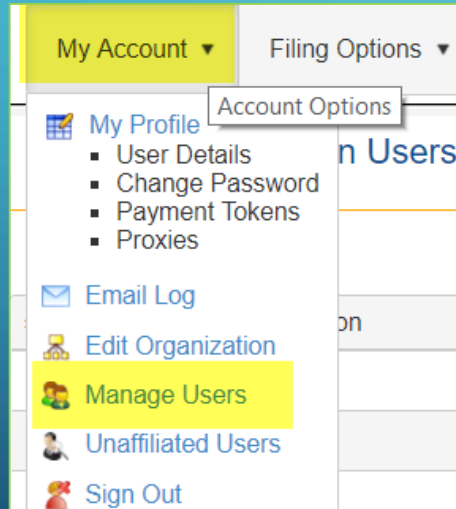 My Account ▼ Filing Options ▼
Account Options
My Profile
n Users
▪ User Details
▪ Change Password
▪ Payment Tokens
▪ Proxies
Email Log
on
Edit Organization
Manage Users
Unaffiliated Users
Sign Out